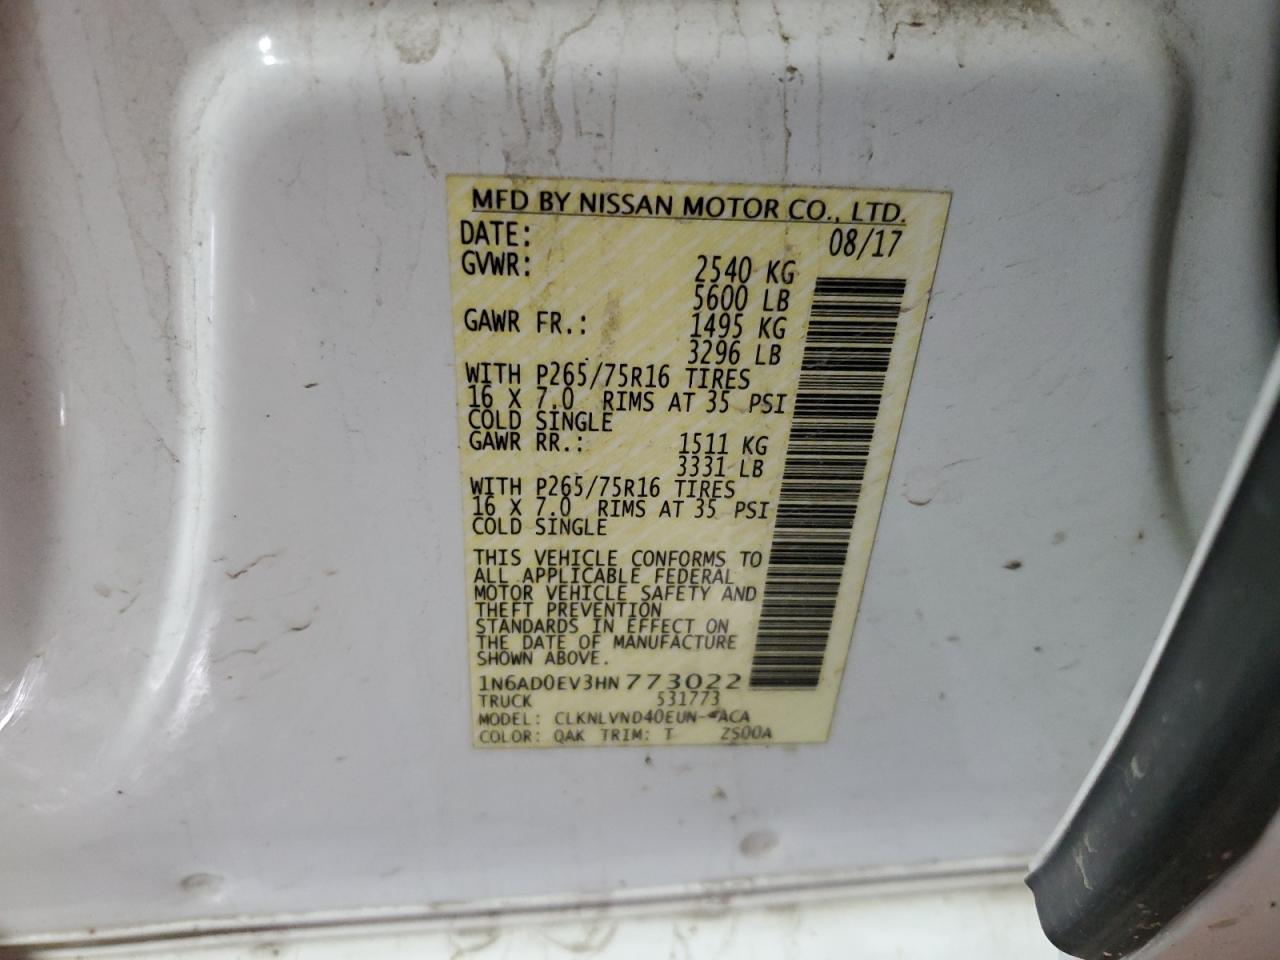 MFD BY NISSAN MOTOR CO., LTD.
DATE: 08/17
GVWR: 2540 KG
5600 LB
GAWR FR.: 1495 KG
3296 LB
WITH P265/75R16 TIRES
16 X 7.0 RIMS AT 35 PSI
COLD SINGLE
GAWR RR.: 1511 KG
3331 LB
WITH P265/75R16 TIRES
16 X 7.0 RIMS AT 35 PSI
COLD SINGLE
THIS VEHICLE CONFORMS TO
ALL APPLICABLE FEDERAL
MOTOR VEHICLE SAFETY AND
THEFT PREVENTION
STANDARDS IN EFFECT ON
THE DATE OF MANUFACTURE
SHOWN ABOVE.
1N6AD0EV3HN773022
TRUCK 531773
MODEL: CLKNLVND40EUN- ACA
COLOR: QAK TRIM: T ZS00A